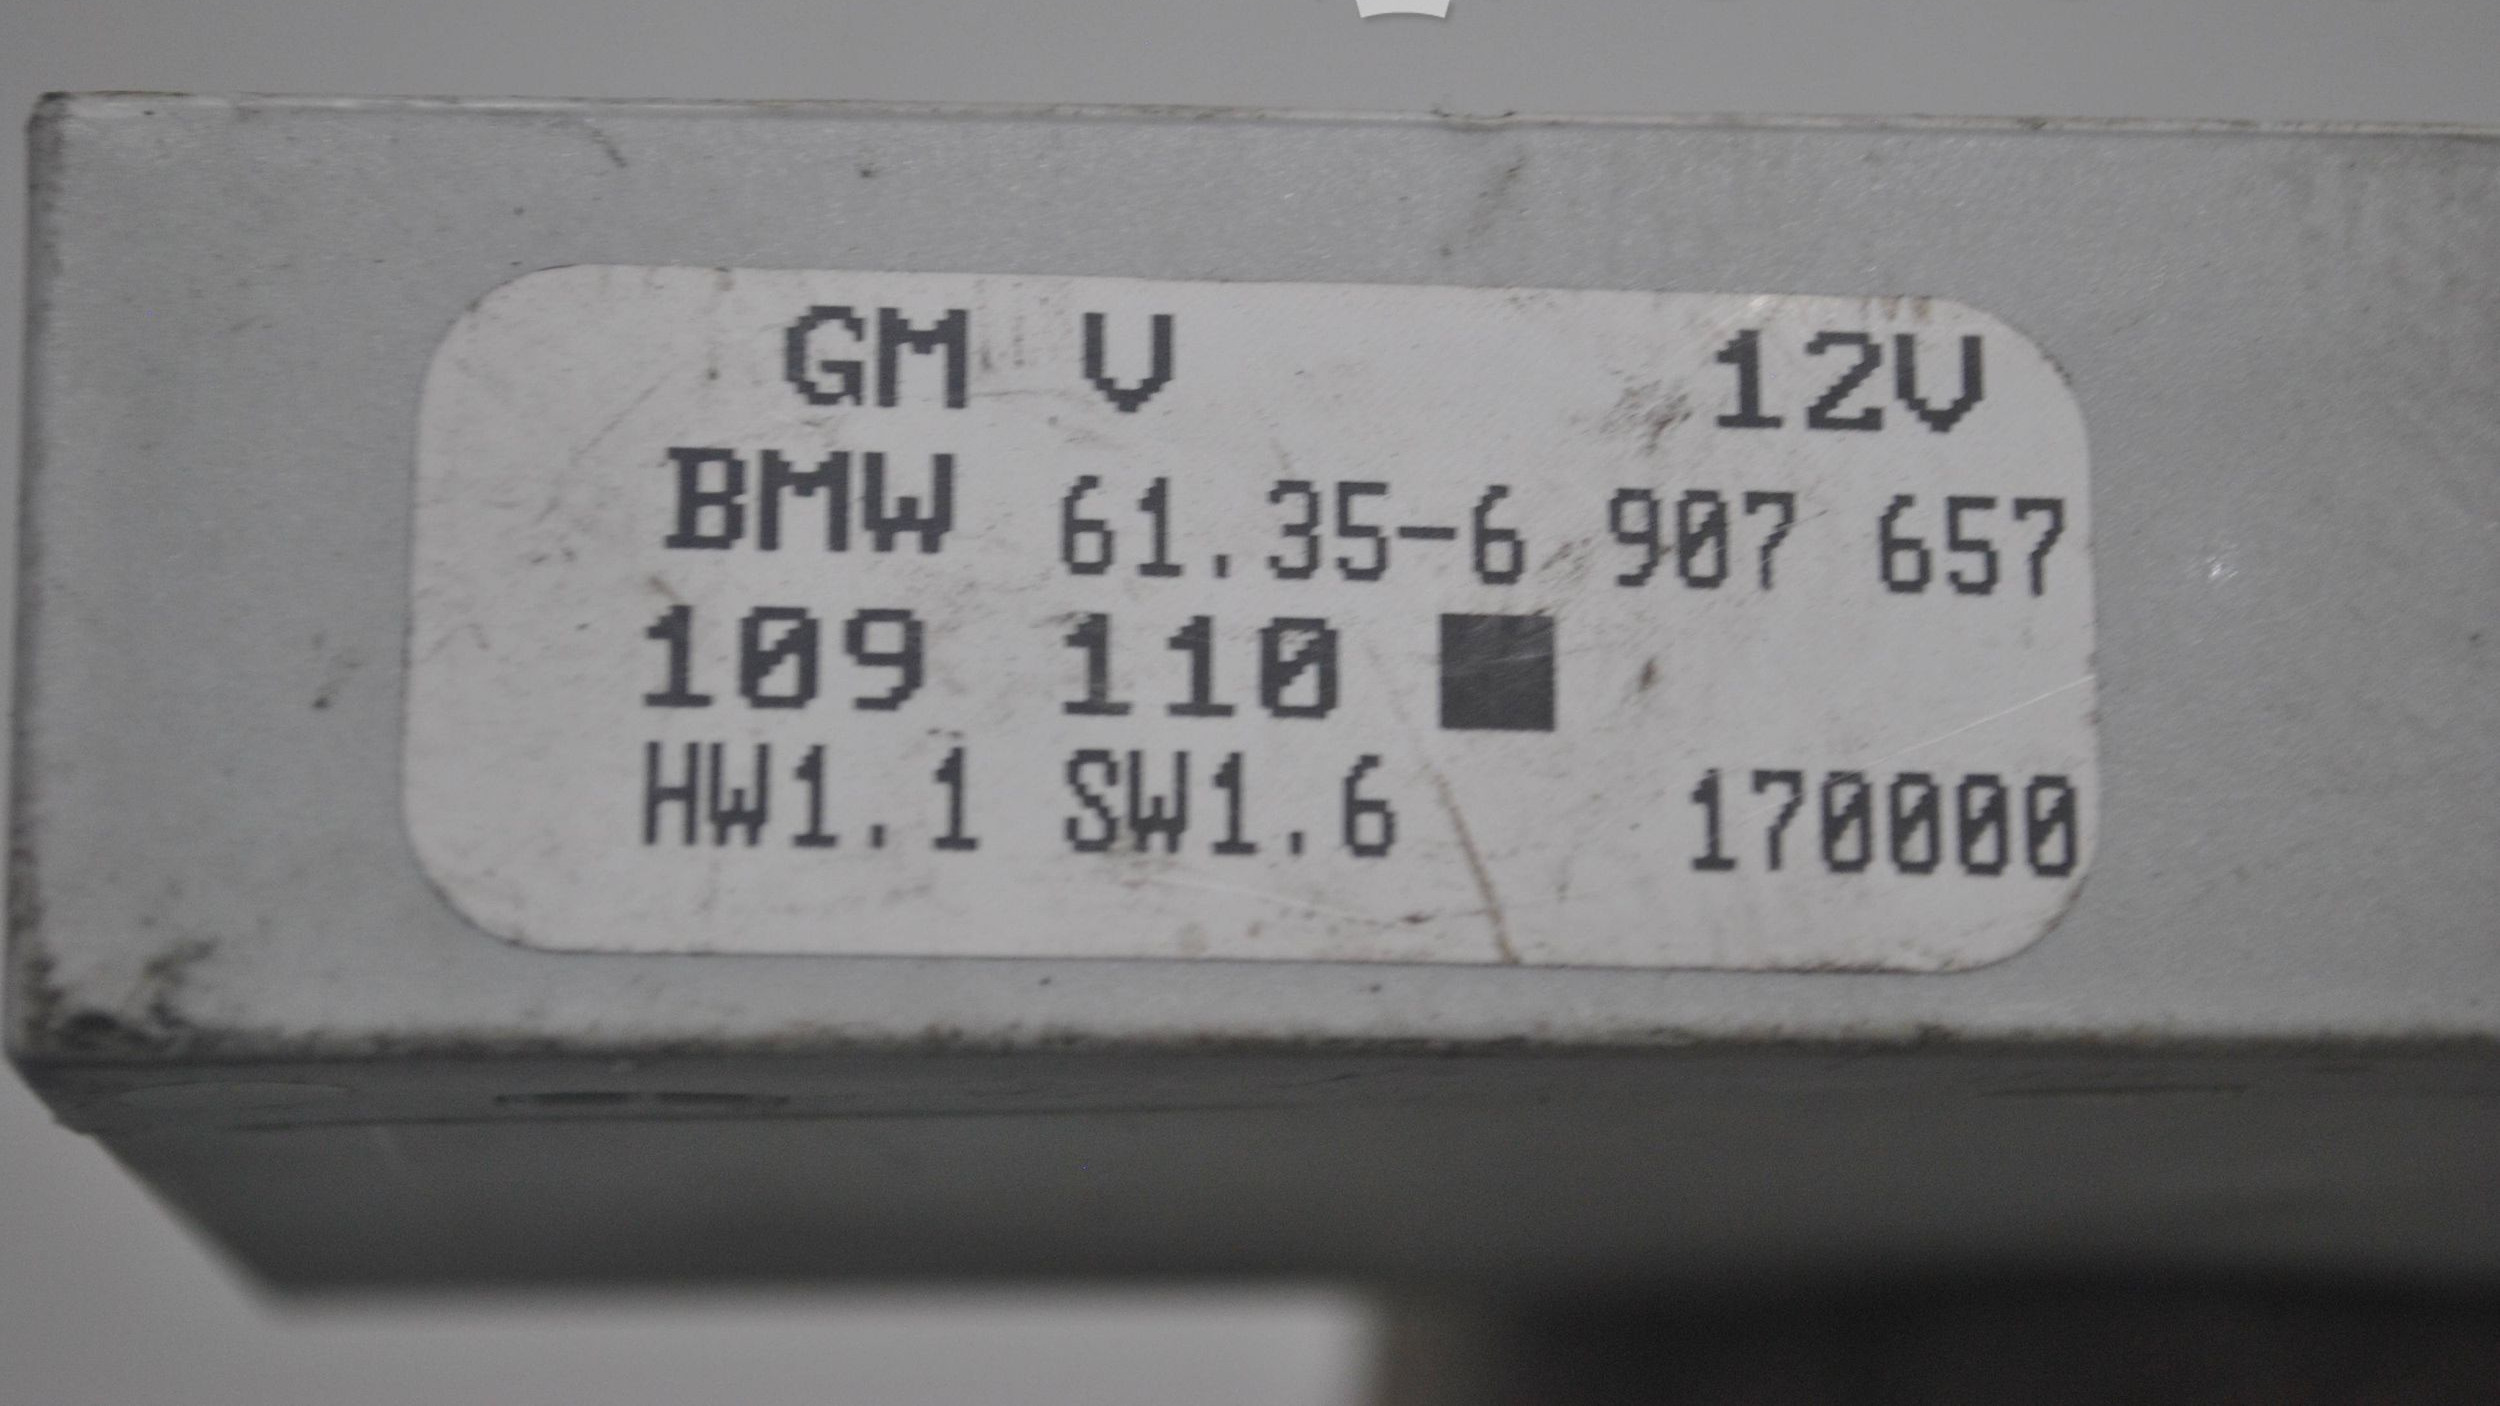 GM V 12V
BMW 61.35-6 907 657
109 110
HW1.1 SW1.6 170000